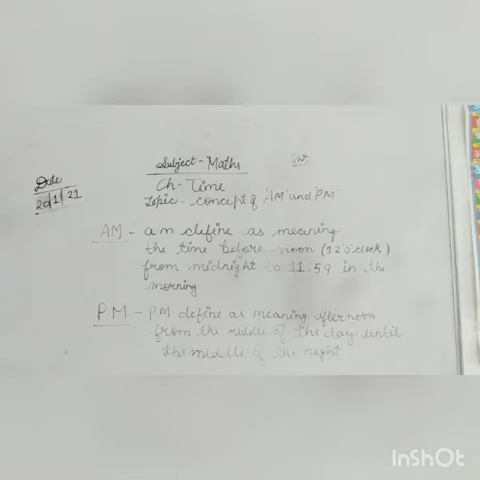 Subject - Maths
CW
Date
20/1/21
Ch - Time
Topic - concept of 'AM' and 'PM'
AM - a m define as meaning
the time before noon (12 o'clock)
from midnight to 11.59 in the
morning
PM - PM define as meaning afternoon
from the middle of the day until
the middle of the night
InShOt